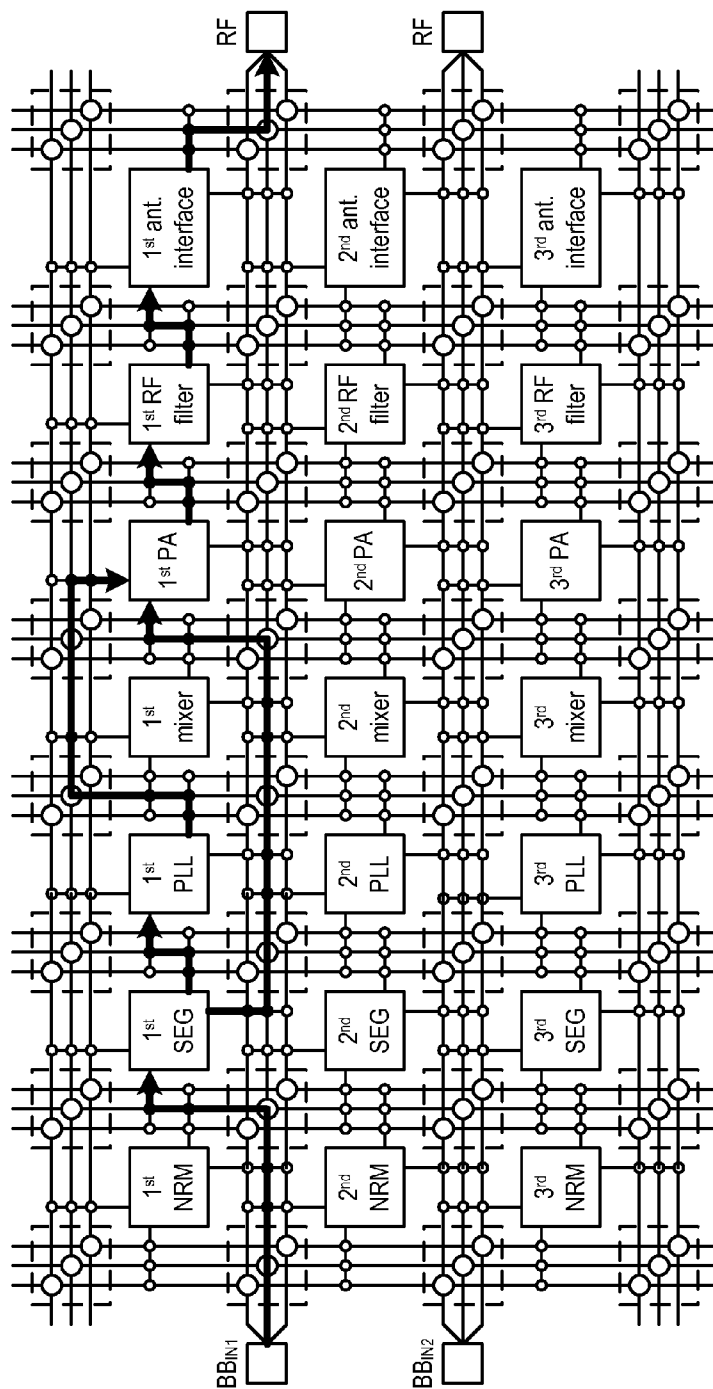 BBIN1
BBIN2
1st
NRM
1st
SEG
1st
PLL
1st
mixer
1st PA
1st RF
filter
1st ant.
interface
RF
2nd
NRM
2nd
SEG
2nd
PLL
2nd
mixer
2nd PA
2nd RF
filter
2nd ant.
interface
RF
3rd
NRM
3rd
SEG
3rd
PLL
3rd
mixer
3rd PA
3rd RF
filter
3rd ant.
interface